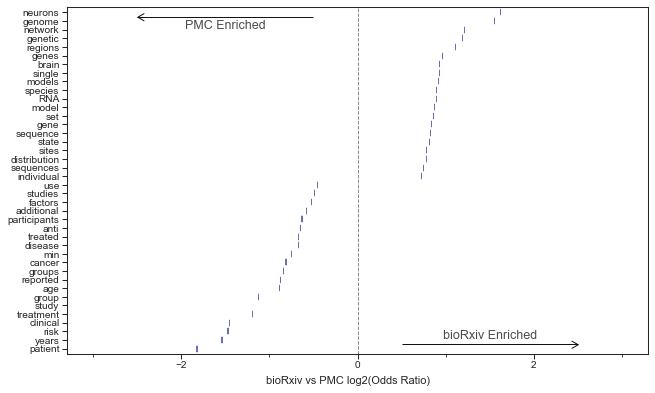 neurons
genome
network
genetic
regions
genes
brain
single
models
species
RNA
model
set
gene
sequence
state
sites
distribution
sequences
individual
use
studies
factors
additional
participants
anti
treated
disease
min
cancer
groups
reported
age
group
study
treatment
clinical
risk
years
patient
PMC Enriched
bioRxiv Enriched
−2 0 2
bioRxiv vs PMC log2(Odds Ratio)